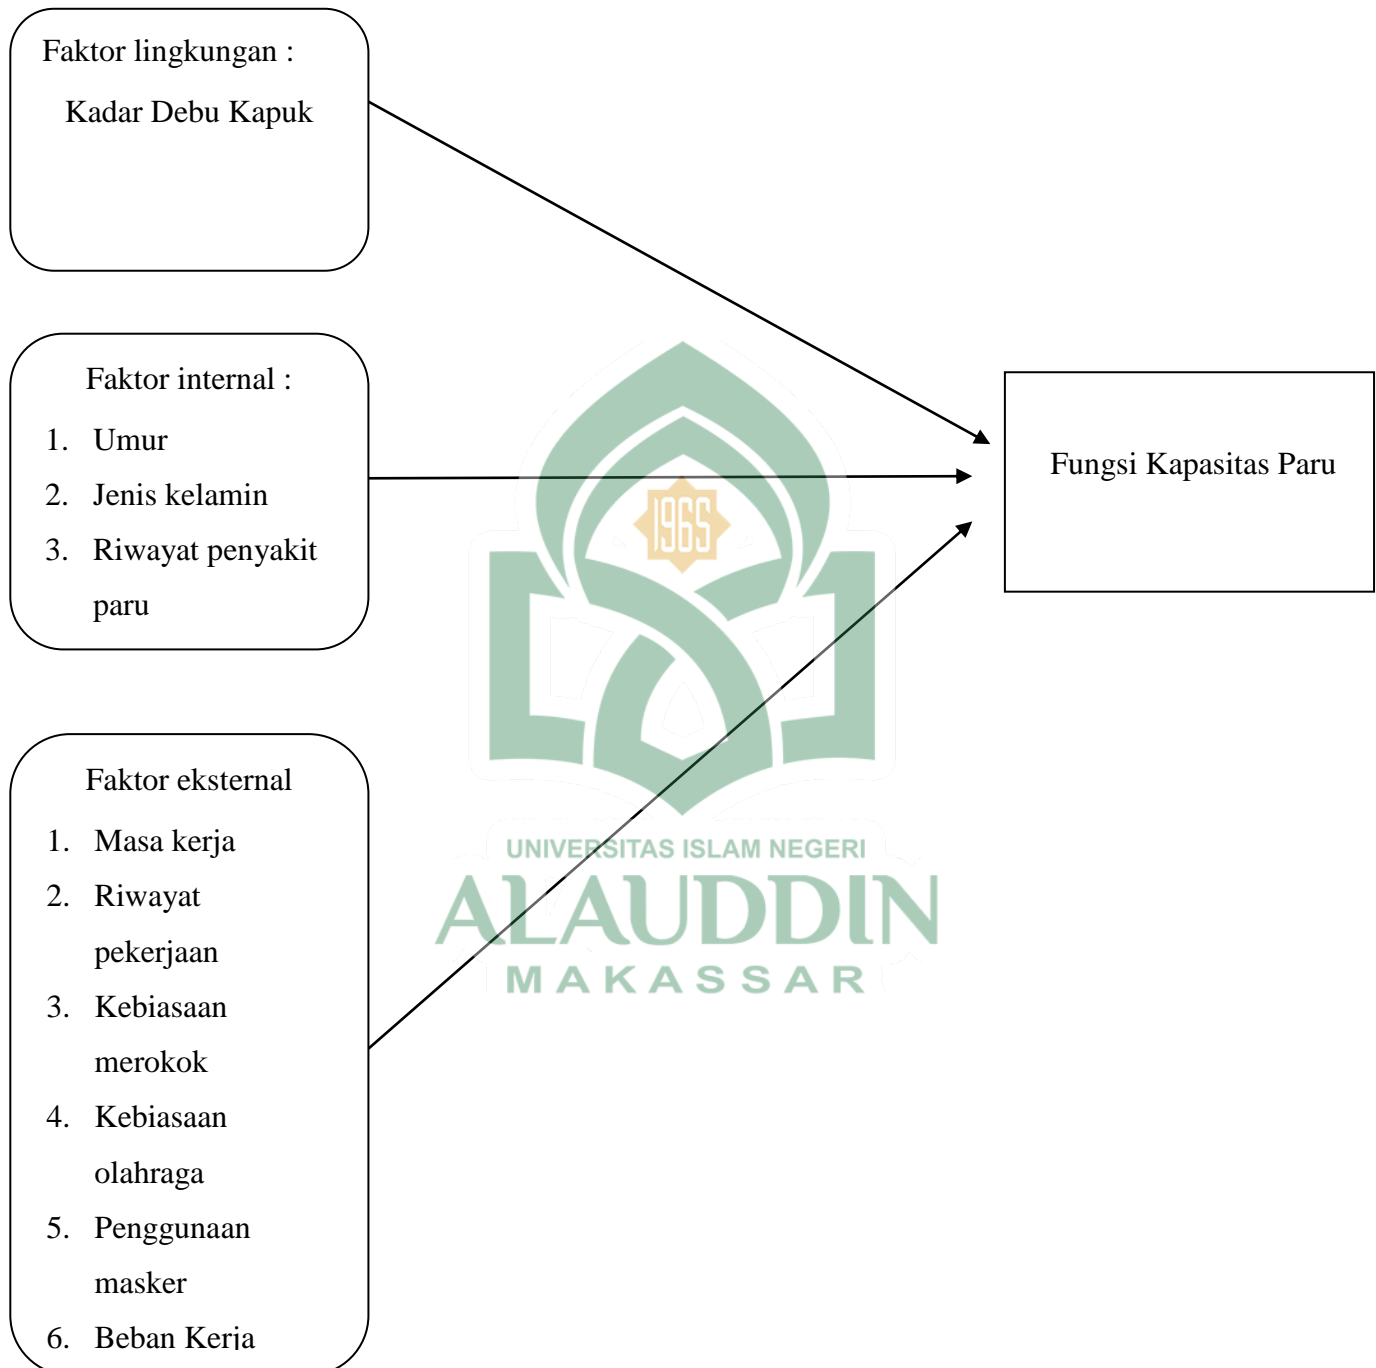 Faktor lingkungan :
Kadar Debu Kapuk
Faktor internal :
1. Umur
2. Jenis kelamin
3. Riwayat penyakit
paru
Fungsi Kapasitas Paru
1965
Faktor eksternal
1. Masa kerja
2. Riwayat
pekerjaan
3. Kebiasaan
merokok
4. Kebiasaan
olahraga
5. Penggunaan
masker
6. Beban Kerja
UNIVERSITAS ISLAM NEGERI
ALAUDDIN
MAKASSAR